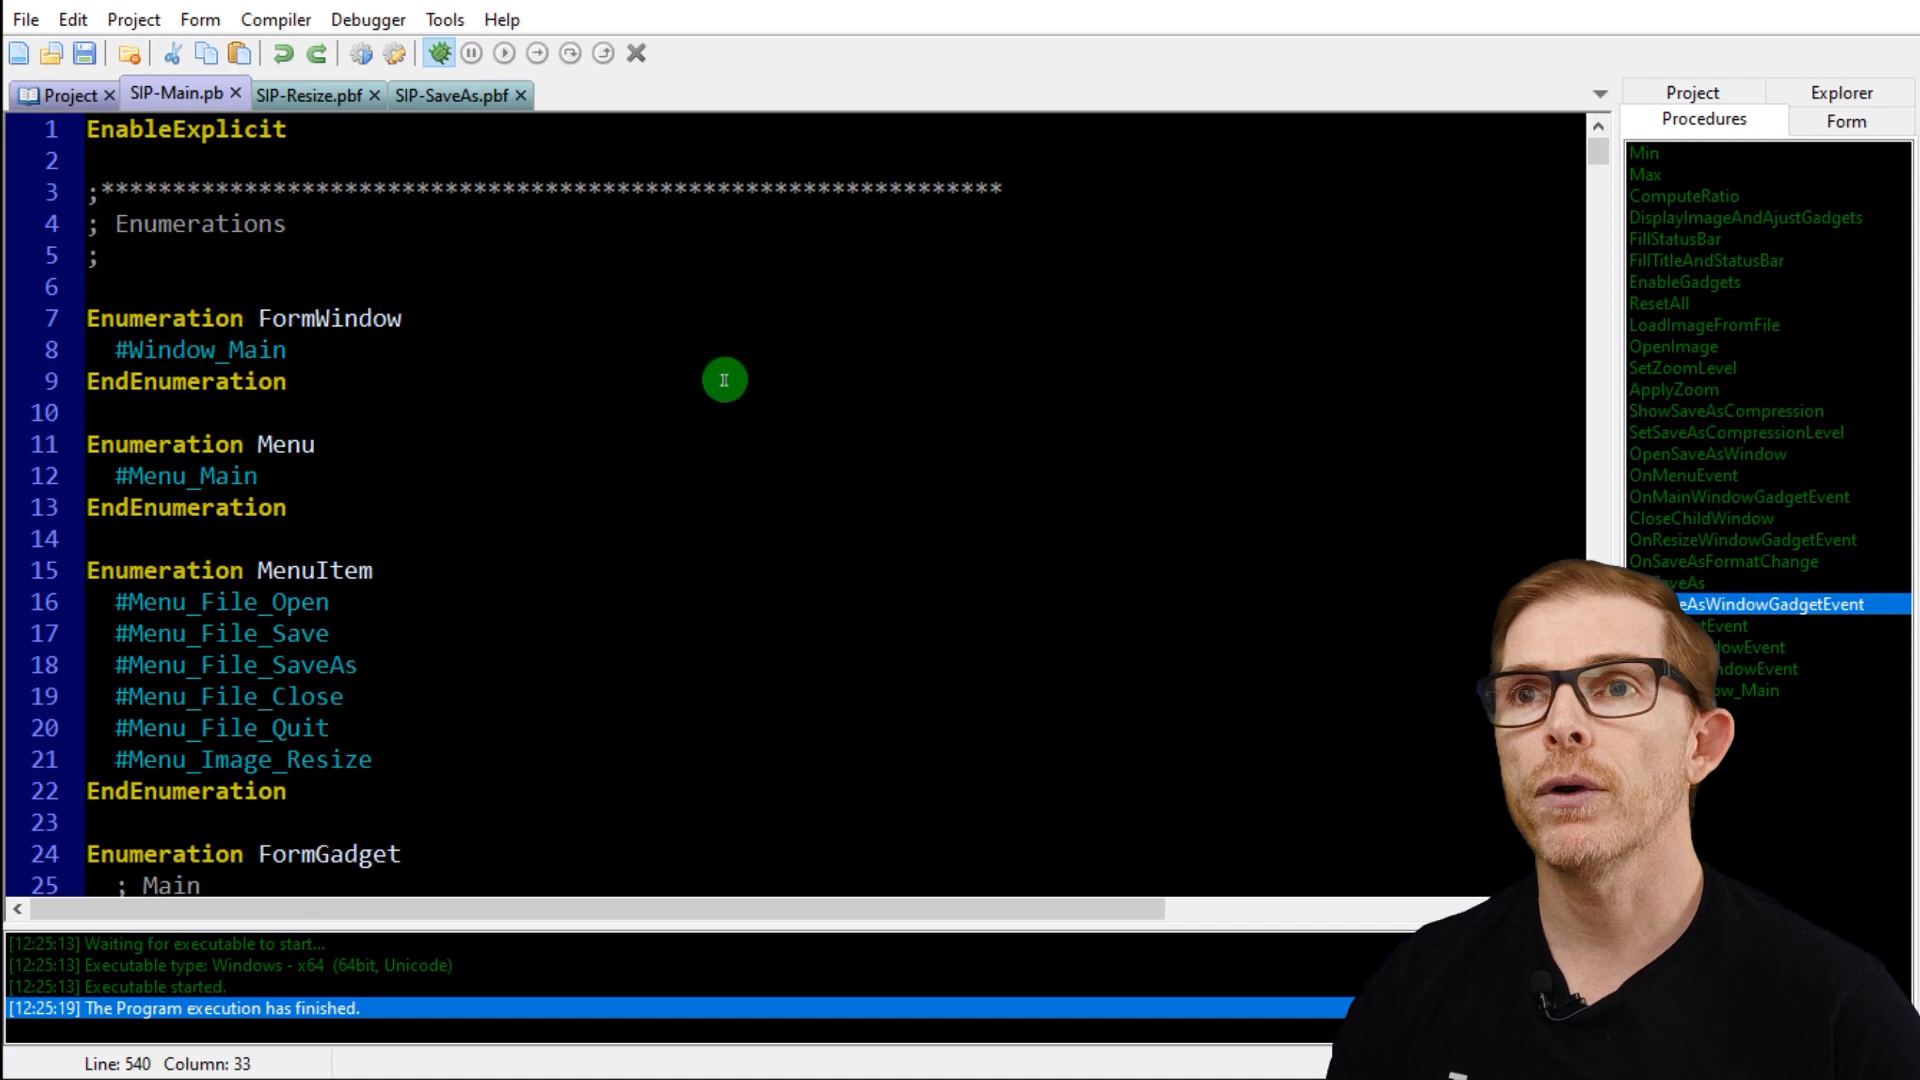 File Edit Project Form Compiler Debugger Tools Help
Project SIP-Main.pb SIP-Resize.pbf SIP-SaveAs.pbf
1 EnableExplicit
2
3 ;***************************************************************
4 ; Enumerations
5 ;
6
7 Enumeration FormWindow
8 #Window_Main
9 EndEnumeration
10
11 Enumeration Menu
12 #Menu_Main
13 EndEnumeration
14
15 Enumeration MenuItem
16 #Menu_File_Open
17 #Menu_File_Save
18 #Menu_File_SaveAs
19 #Menu_File_Close
20 #Menu_File_Quit
21 #Menu_Image_Resize
22 EndEnumeration
23
24 Enumeration FormGadget
25 ; Main
Project Explorer
Procedures Form
Min
Max
ComputeRatio
DisplayImageAndAjustGadgets
FillStatusBar
FillTitleAndStatusBar
EnableGadgets
ResetAll
LoadImageFromFile
OpenImage
SetZoomLevel
ApplyZoom
ShowSaveAsCompression
SetSaveAsCompressionLevel
OpenSaveAsWindow
OnMenuEvent
OnMainWindowGadgetEvent
CloseChildWindow
OnResizeWindowGadgetEvent
OnSaveAsFormatChange
eAs
eAsWindowGadgetEvent
tEvent
owEvent
ndowEvent
ow_Main
[12:25:13] Waiting for executable to start...
[12:25:13] Executable type: Windows - x64 (64bit, Unicode)
[12:25:13] Executable started.
[12:25:19] The Program execution has finished.
Line: 540 Column: 33